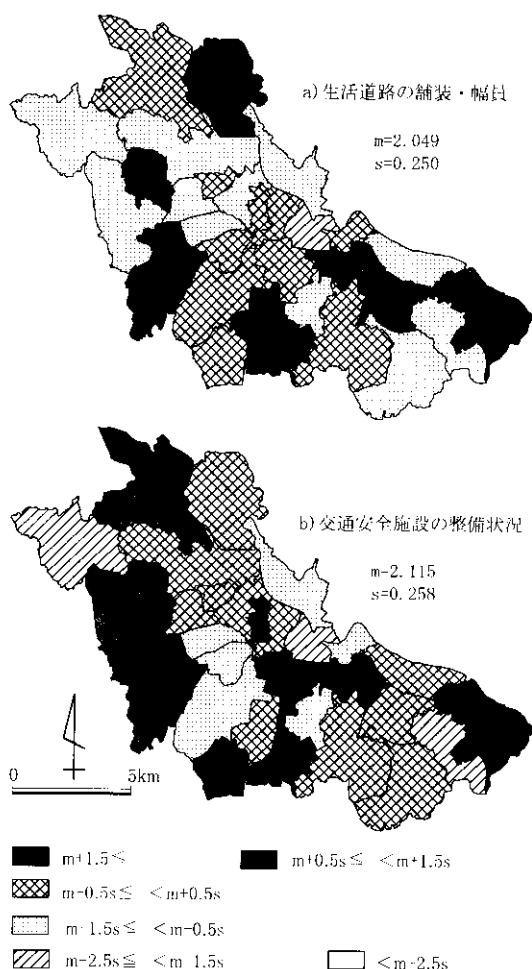 a)生活道路の舗装・幅員
m=2.049
s=0.250
b)交通安全施設の整備状況
m-2.115
s=0.258
0 5km
m+1.5<
m+0.5s≦ <m+1.5s
m-0.5s≦ <m+0.5s
m-1.5s≦ <m-0.5s
m-2.5s≦ <m-1.5s
<m-2.5s